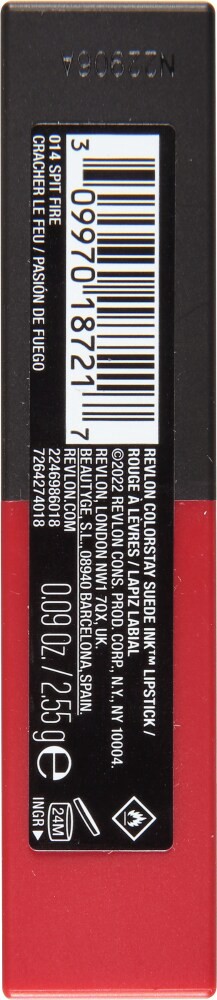 N22906A
3 09970 18721 7
014 SPIT FIRE
CRACHER LE FEU / PASIÓN DE FUEGO
REVLON COLORSTAY SUEDE INK™ LIPSTICK /
ROUGE À LÈVRES / LAPIZ LABIAL
©2022 REVLON CONS. PROD. CORP., N.Y., NY 10004.
REVLON, LONDON NW1 7QX, UK.
BEAUTYGE, S.L., 08940 BARCELONA, SPAIN.
REVLON.COM
2246986018
7264274018
0.09 Oz. / 2.55 g e
24M
INGR ▶